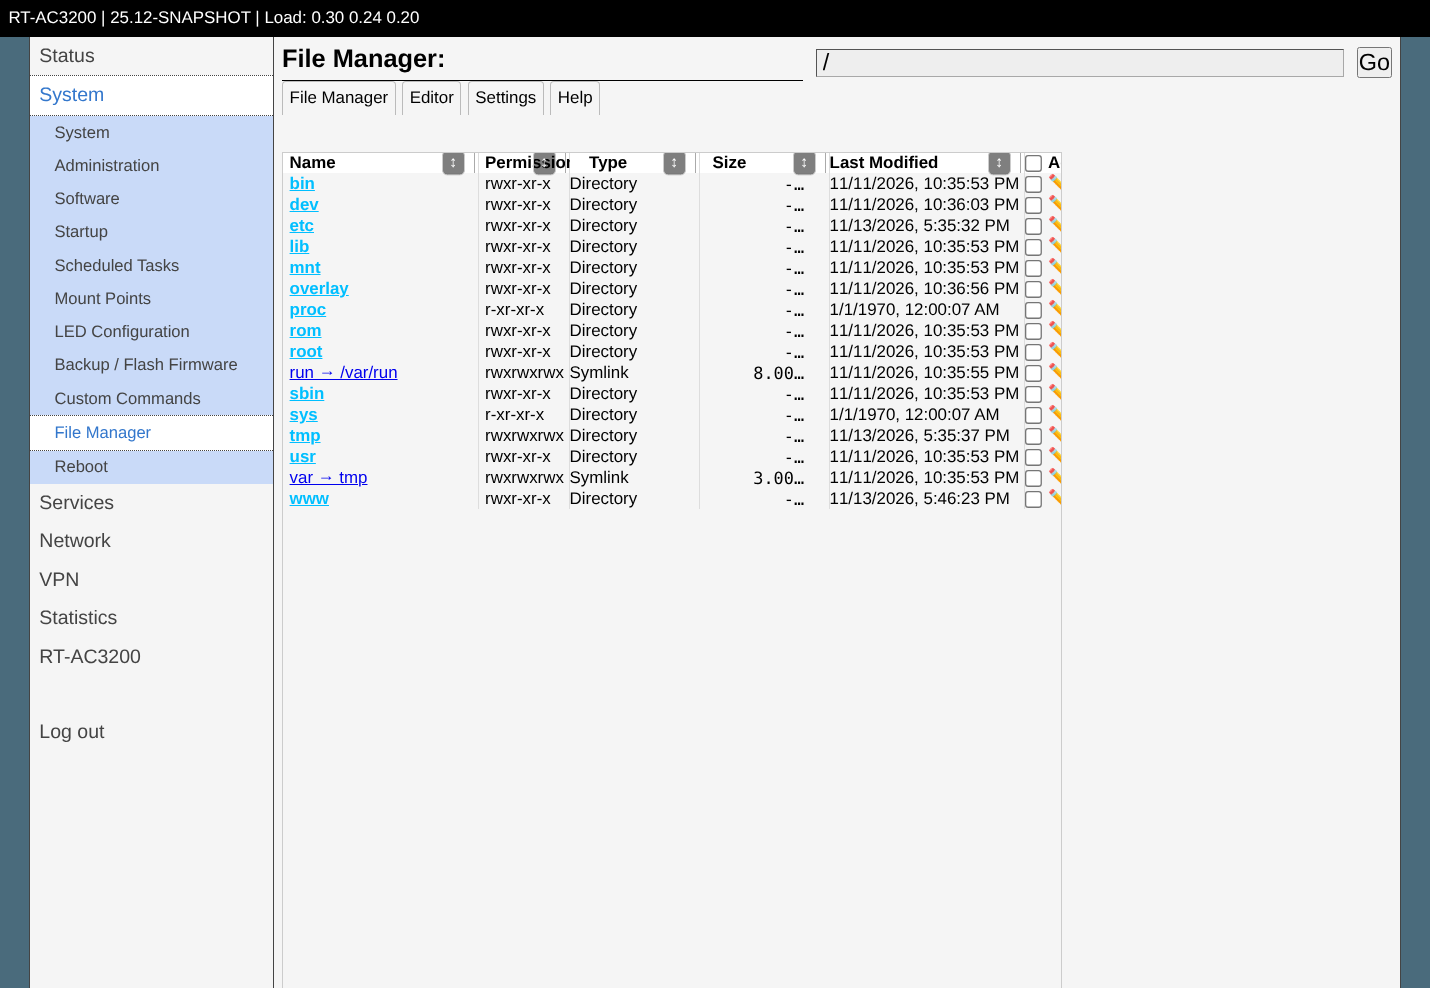 RT-AC3200 | 25.12-SNAPSHOT | Load: 0.30 0.24 0.20
Status
System
System
Administration
Software
Startup
Scheduled Tasks
Mount Points
LED Configuration
Backup / Flash Firmware
Custom Commands
File Manager
Reboot
Services
Network
VPN
Statistics
RT-AC3200
Log out
File Manager:
/
Go
File Manager Editor Settings Help
Name ↕ Permission ↕ Type ↕ Size ↕ Last Modified ↕ A
bin rwxr-xr-x Directory -… 11/11/2026, 10:35:53 PM
dev rwxr-xr-x Directory -… 11/11/2026, 10:36:03 PM
etc rwxr-xr-x Directory -… 11/13/2026, 5:35:32 PM
lib rwxr-xr-x Directory -… 11/11/2026, 10:35:53 PM
mnt rwxr-xr-x Directory -… 11/11/2026, 10:35:53 PM
overlay rwxr-xr-x Directory -… 11/11/2026, 10:36:56 PM
proc r-xr-xr-x Directory -… 1/1/1970, 12:00:07 AM
rom rwxr-xr-x Directory -… 11/11/2026, 10:35:53 PM
root rwxr-xr-x Directory -… 11/11/2026, 10:35:53 PM
run → /var/run rwxrwxrwx Symlink 8.00… 11/11/2026, 10:35:55 PM
sbin rwxr-xr-x Directory -… 11/11/2026, 10:35:53 PM
sys r-xr-xr-x Directory -… 1/1/1970, 12:00:07 AM
tmp rwxrwxrwx Directory -… 11/13/2026, 5:35:37 PM
usr rwxr-xr-x Directory -… 11/11/2026, 10:35:53 PM
var → tmp rwxrwxrwx Symlink 3.00… 11/11/2026, 10:35:53 PM
www rwxr-xr-x Directory -… 11/13/2026, 5:46:23 PM